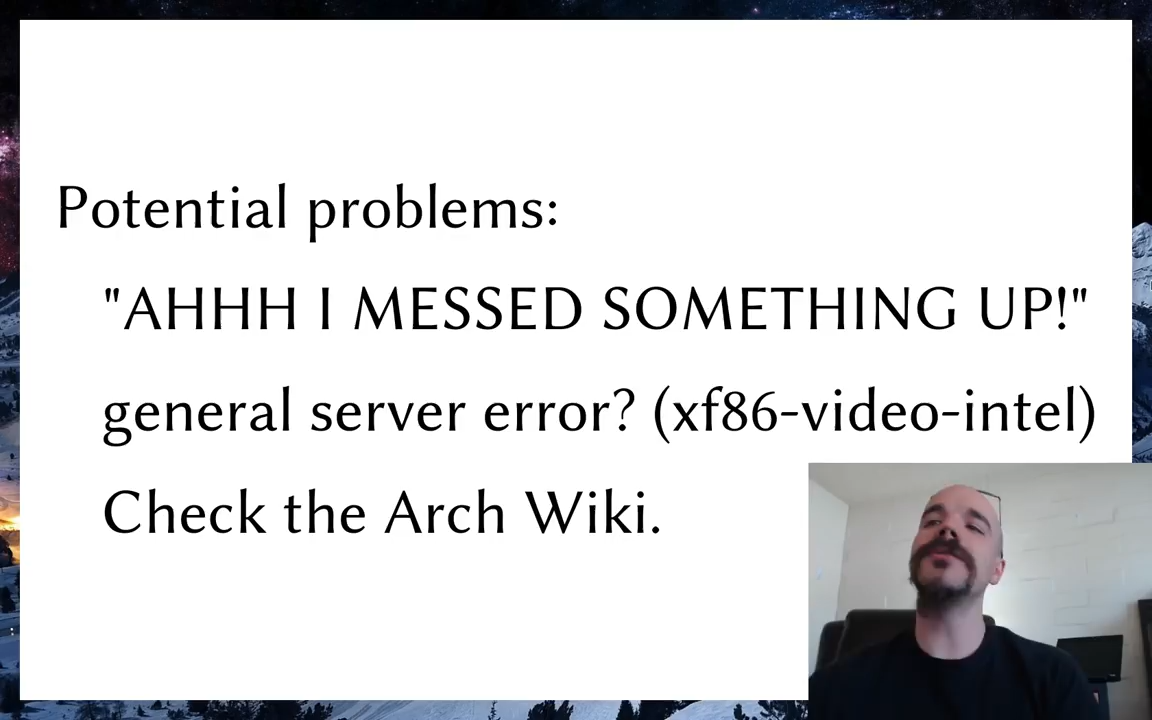 Potential problems:
"AHHH I MESSED SOMETHING UP!"
general server error? (xf86-video-intel)
Check the Arch Wiki.